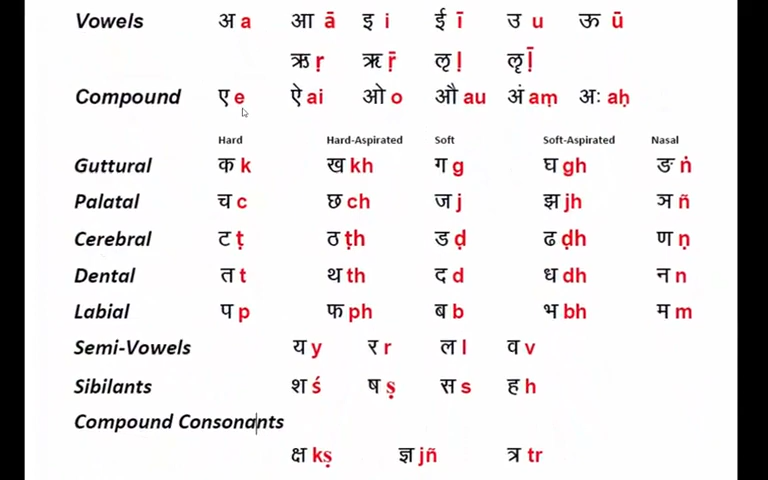 Vowels अ a आ ā इ i ई ī उ u ऊ ū
ऋ ṛ ऋ ṝ ऌ ḷ ॡ ḹ
Compound ए e ऐ ai ओ o औ au अं aṃ अः aḥ
Hard Hard-Aspirated Soft Soft-Aspirated Nasal
Guttural क k ख kh ग g घ gh ङ ṅ
Palatal च c छ ch ज j झ jh ञ ñ
Cerebral ट ṭ ठ ṭh ड ḍ ढ ḍh ण ṇ
Dental त t थ th द d ध dh न n
Labial प p फ ph ब b भ bh म m
Semi-Vowels य y र r ल l व v
Sibilants श ś ष ṣ स s ह h
Compound Consonants
क्ष kṣ ज्ञ jñ त्र tr